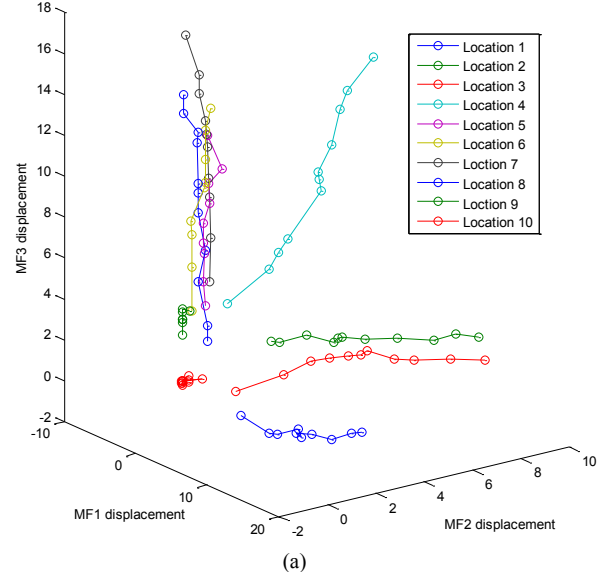 18
16
14
12
10
8
6
4
2
0
-2
-10
0
10
20
-2
0
2
4
6
8
10
MF3 displacement
MF1 displacement
MF2 displacement
Location 1
Location 2
Location 3
Location 4
Location 5
Location 6
Loction 7
Location 8
Loction 9
Location 10
(a)